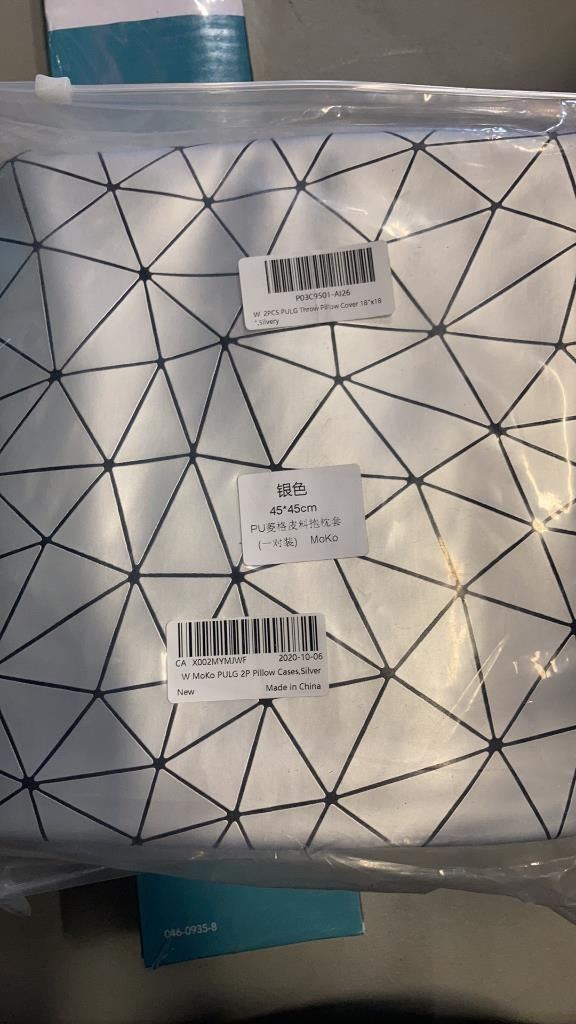 P03C9501-AI26
W 2PCS PULG Throw Pillow Cover 18"x18
",Silvery
银色
45*45cm
PU菱格皮料抱枕套
(一对装) MoKo
CA X002MYMJWF 2020-10-06
W MoKo PULG 2P Pillow Cases,Silver
New Made in China
046-0935-8